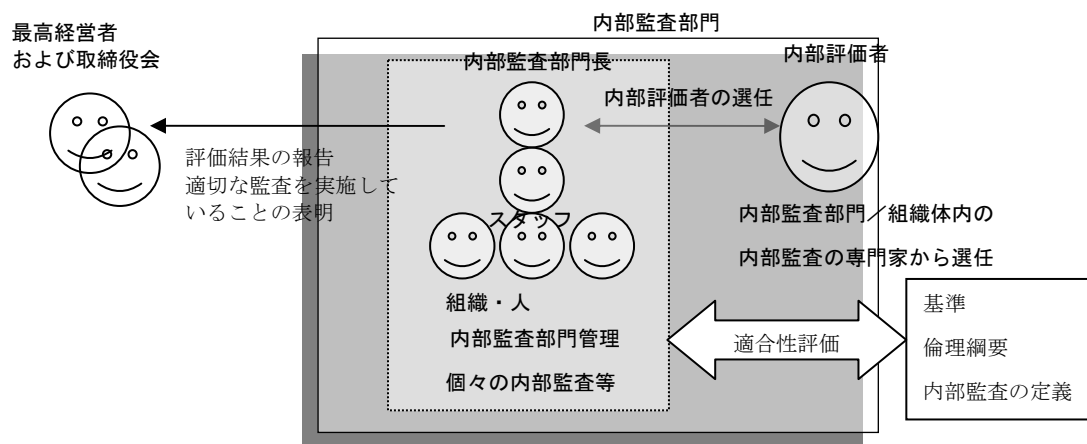 内部監査部門
最高経営者
および取締役会
内部監査部門長
内部評価者
内部評価者の選任
評価結果の報告
適切な監査を実施して
いることの表明
スタッフ
内部監査部門／組織体内の
内部監査の専門家から選任
組織・人
内部監査部門管理
個々の内部監査等
適合性評価
基準
倫理綱要
内部監査の定義